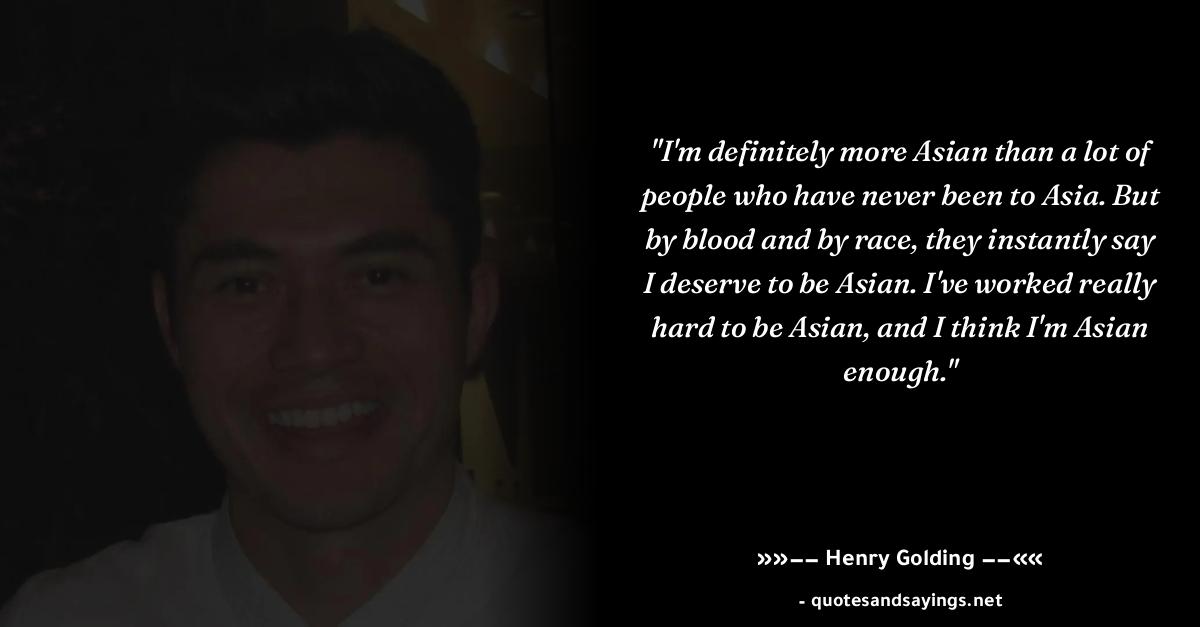 "I'm definitely more Asian than a lot of
people who have never been to Asia. But
by blood and by race, they instantly say
I deserve to be Asian. I've worked really
hard to be Asian, and I think I'm Asian
enough."
»»—— Henry Golding ——««
- quotesandsayings.net